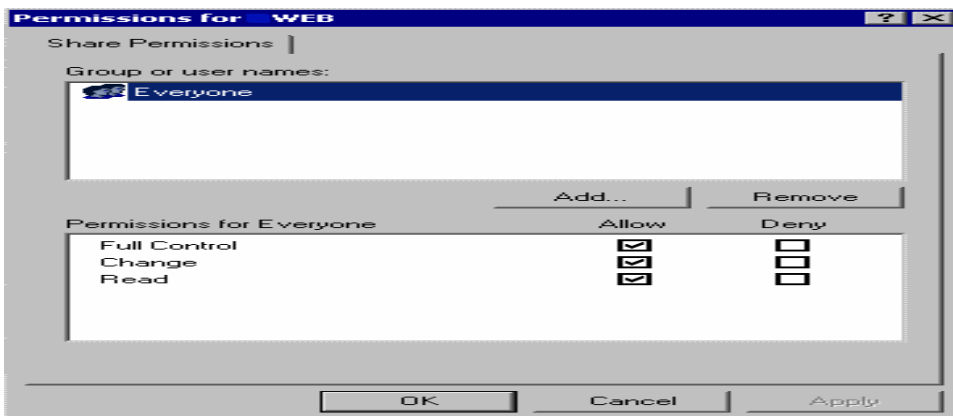 Permissions for WEB
Share Permissions
Group or user names:
Everyone
Add... Remove
Permissions for Everyone Allow Deny
Full Control
Change
Read
OK Cancel Apply